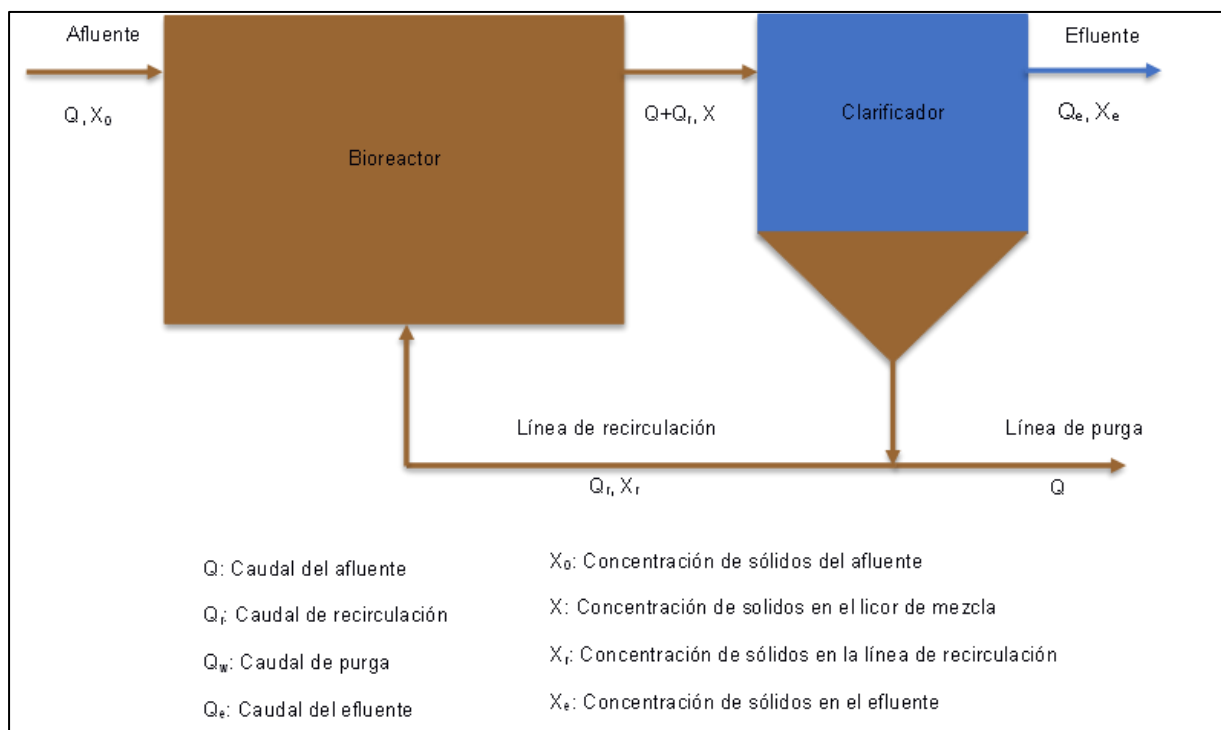 Afluente
Efluente
Q, X₀
Q+Qᵣ, X
Clarificador
Qₑ, Xₑ
Bioreactor
Línea de recirculación
Línea de purga
Qᵣ, Xᵣ
Q
Q: Caudal del afluente
Qᵣ: Caudal de recirculación
Q_w: Caudal de purga
Qₑ: Caudal del efluente
X₀: Concentración de sólidos del afluente
X: Concentración de solidos en el licor de mezcla
Xᵣ: Concentración de sólidos en la línea de recirculación
Xₑ: Concentración de sólidos en el efluente